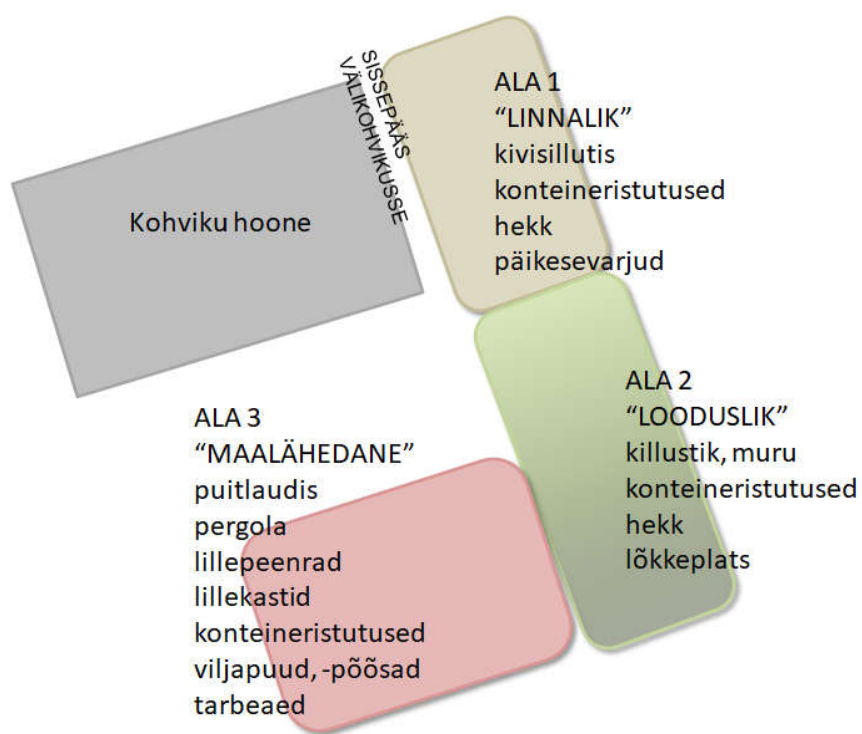 SISSEPÄÄS
VÄLIKOHVIKUSSE
Kohviku hoone
ALA 1
“LINNALIK”
kivisillutis
konteineristutused
hekk
päikesevarjud
ALA 2
“LOODUSLIK”
killustik, muru
konteineristutused
hekk
lõkkeplats
ALA 3
“MAALÄHEDANE”
puitlaudis
pergola
lillepeenrad
lillekastid
konteineristutused
viljapuud, -põõsad
tarbeaed